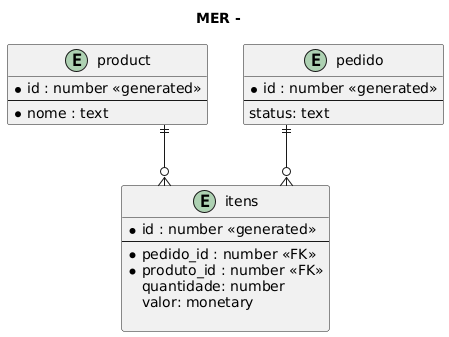 MER -
E product
* id : number «generated»
* nome : text
E pedido
* id : number «generated»
status: text
E itens
* id : number «generated»
* pedido_id : number «FK»
* produto_id : number «FK»
quantidade: number
valor: monetary